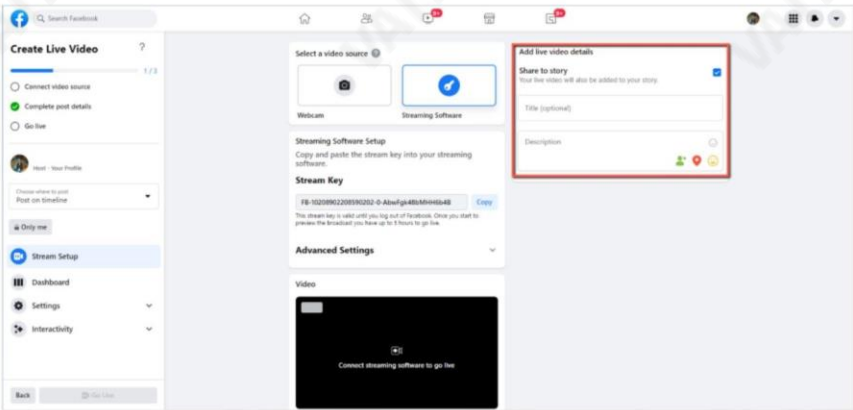 Search Facebook
9+
9+
Create Live Video
?
1 / 3
Connect video source
Complete post details
Go live
Host · Your Profile
Choose where to post
Post on timeline
Only me
Stream Setup
Dashboard
Settings
Interactivity
Back
Go Live
Select a video source
Webcam
Streaming Software
Streaming Software Setup
Copy and paste the stream key into your streaming
software.
Stream Key
Copy
This stream key is valid until you log out of Facebook. Once you start to
preview the broadcast you have up to 5 hours to go live.
Advanced Settings
Video
Connect streaming software to go live
Add live video details
Share to story
Your live video will also be added to your story.
Title (optional)
Description